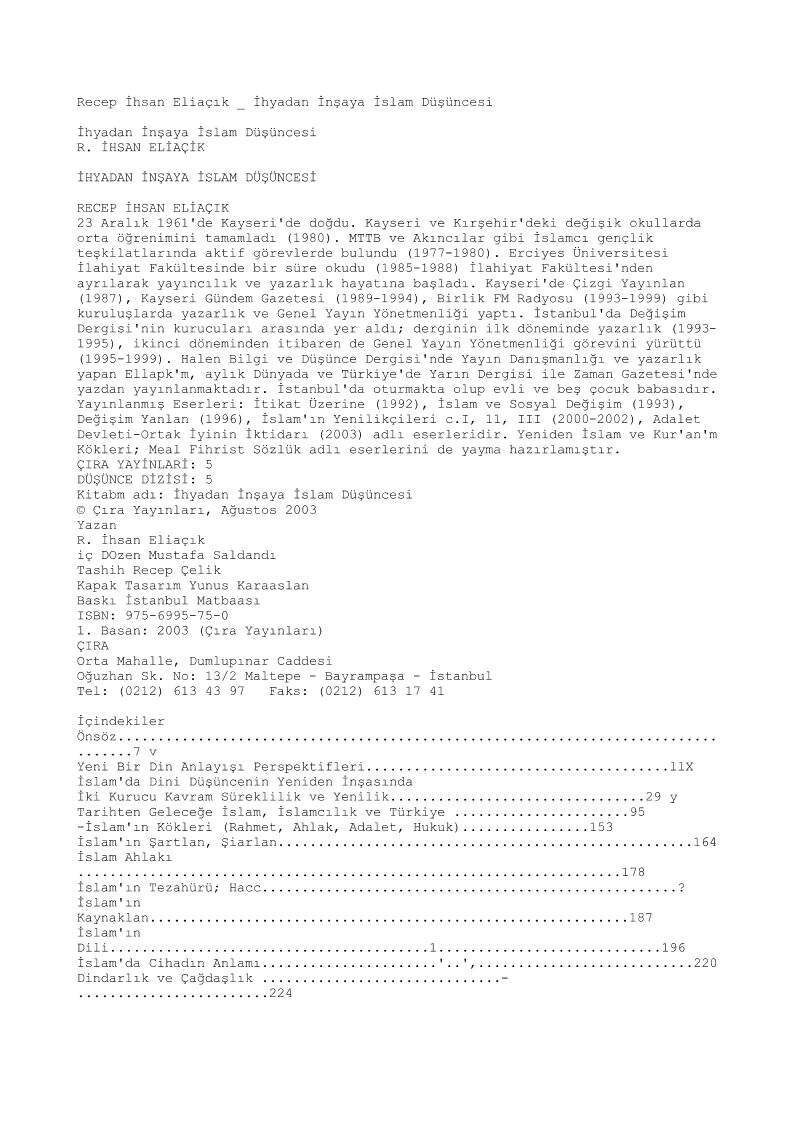 Recep İhsan Eliaçık _ İhyadan İnşaya İslam Düşüncesi
İhyadan İnşaya İslam Düşüncesi
R. İHSAN ELİAÇİK
İHYADAN İNŞAYA İSLAM DÜŞÜNCESİ
RECEP İHSAN ELİAÇIK
23 Aralık 1961'de Kayseri'de doğdu. Kayseri ve Kırşehir'deki değişik okullarda
orta öğrenimini tamamladı (1980). MTTB ve Akıncılar gibi İslamcı gençlik
teşkilatlarında aktif görevlerde bulundu (1977-1980). Erciyes Üniversitesi
İlahiyat Fakültesinde bir süre okudu (1985-1988) İlahiyat Fakültesi'nden
ayrılarak yayıncılık ve yazarlık hayatına başladı. Kayseri'de Çizgi Yayınlan
(1987), Kayseri Gündem Gazetesi (1989-1994), Birlik FM Radyosu (1993-1999) gibi
kuruluşlarda yazarlık ve Genel Yayın Yönetmenliği yaptı. İstanbul'da Değişim
Dergisi'nin kurucuları arasında yer aldı; derginin ilk döneminde yazarlık (1993-
1995), ikinci döneminden itibaren de Genel Yayın Yönetmenliği görevini yürüttü
(1995-1999). Halen Bilgi ve Düşünce Dergisi'nde Yayın Danışmanlığı ve yazarlık
yapan Ellapk'm, aylık Dünyada ve Türkiye'de Yarın Dergisi ile Zaman Gazetesi'nde
yazdan yayınlanmaktadır. İstanbul'da oturmakta olup evli ve beş çocuk babasıdır.
Yayınlanmış Eserleri: İtikat Üzerine (1992), İslam ve Sosyal Değişim (1993),
Değişim Yanlan (1996), İslam'ın Yenilikçileri c.I, 11, III (2000-2002), Adalet
Devleti-Ortak İyinin İktidarı (2003) adlı eserleridir. Yeniden İslam ve Kur'an'm
Kökleri; Meal Fihrist Sözlük adlı eserlerini de yayma hazırlamıştır.
ÇIRA YAYİNLARİ: 5
DÜŞÜNCE DİZİSİ: 5
Kitabm adı: İhyadan İnşaya İslam Düşüncesi
© Çıra Yayınları, Ağustos 2003
Yazan
R. İhsan Eliaçık
iç DOzen Mustafa Saldandı
Tashih Recep Çelik
Kapak Tasarım Yunus Karaaslan
Baskı İstanbul Matbaası
ISBN: 975-6995-75-0
1. Basan: 2003 (Çıra Yayınları)
ÇIRA
Orta Mahalle, Dumlupınar Caddesi
Oğuzhan Sk. No: 13/2 Maltepe - Bayrampaşa - İstanbul
Tel: (0212) 613 43 97   Faks: (0212) 613 17 41
İçindekiler
Önsöz...........................................................................
.......7 v
Yeni Bir Din Anlayışı Perspektifleri......................................llX
İslam'da Dini Düşüncenin Yeniden İnşasında
İki Kurucu Kavram Süreklilik ve Yenilik................................29 y
Tarihten Geleceğe İslam, İslamcılık ve Türkiye ......................95
-İslam'ın Kökleri (Rahmet, Ahlak, Adalet, Hukuk)................153
İslam'ın Şartlan, Şiarlan....................................................164
İslam Ahlakı
....................................................................178
İslam'ın Tezahürü; Hacc....................................................?
İslam'ın
Kaynaklan............................................................187
İslam'ın
Dili........................................1............................196
İslam'da Cihadın Anlamı......................'..',...........................220
Dindarlık ve Çağdaşlık ..............................-
........................224